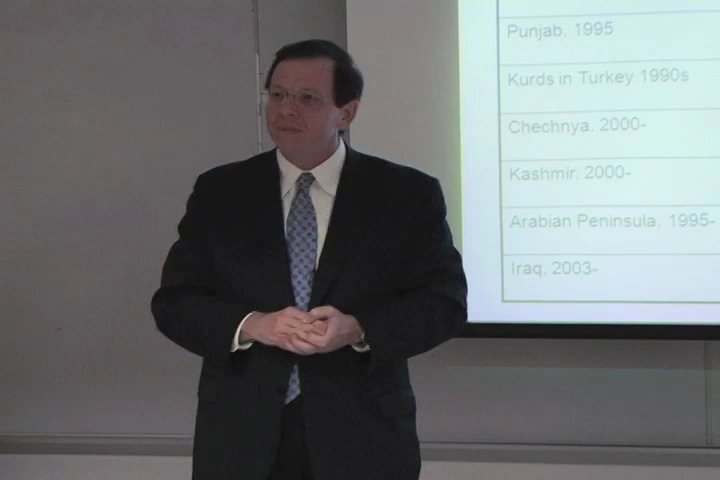 Punjab, 1995
Kurds in Turkey 1990s
Chechnya, 2000-
Kashmir, 2000-
Arabian Peninsula, 1995-
Iraq, 2003-